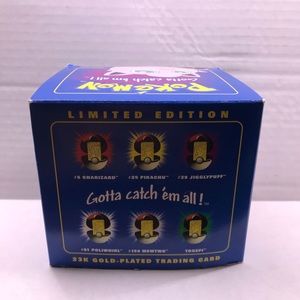 Gotta catch 'em all!
POKéMON
LIMITED EDITION
#6 CHARIZARD #25 PIKACHU #39 JIGGLYPUFF
Gotta catch 'em all!
#61 POLIWHIRL #150 MEWTWO TOGEPI
23K GOLD-PLATED TRADING CARD